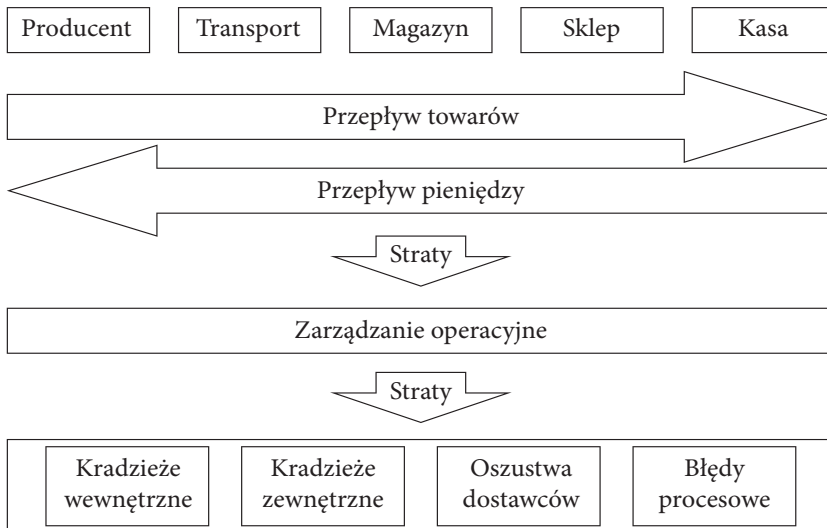 Producent
Transport
Magazyn
Sklep
Kasa
Przepływ towarów
Przepływ pieniędzy
Straty
Zarządzanie operacyjne
Straty
Kradzieże
wewnętrzne
Kradzieże
zewnętrzne
Oszustwa
dostawców
Błędy
procesowe